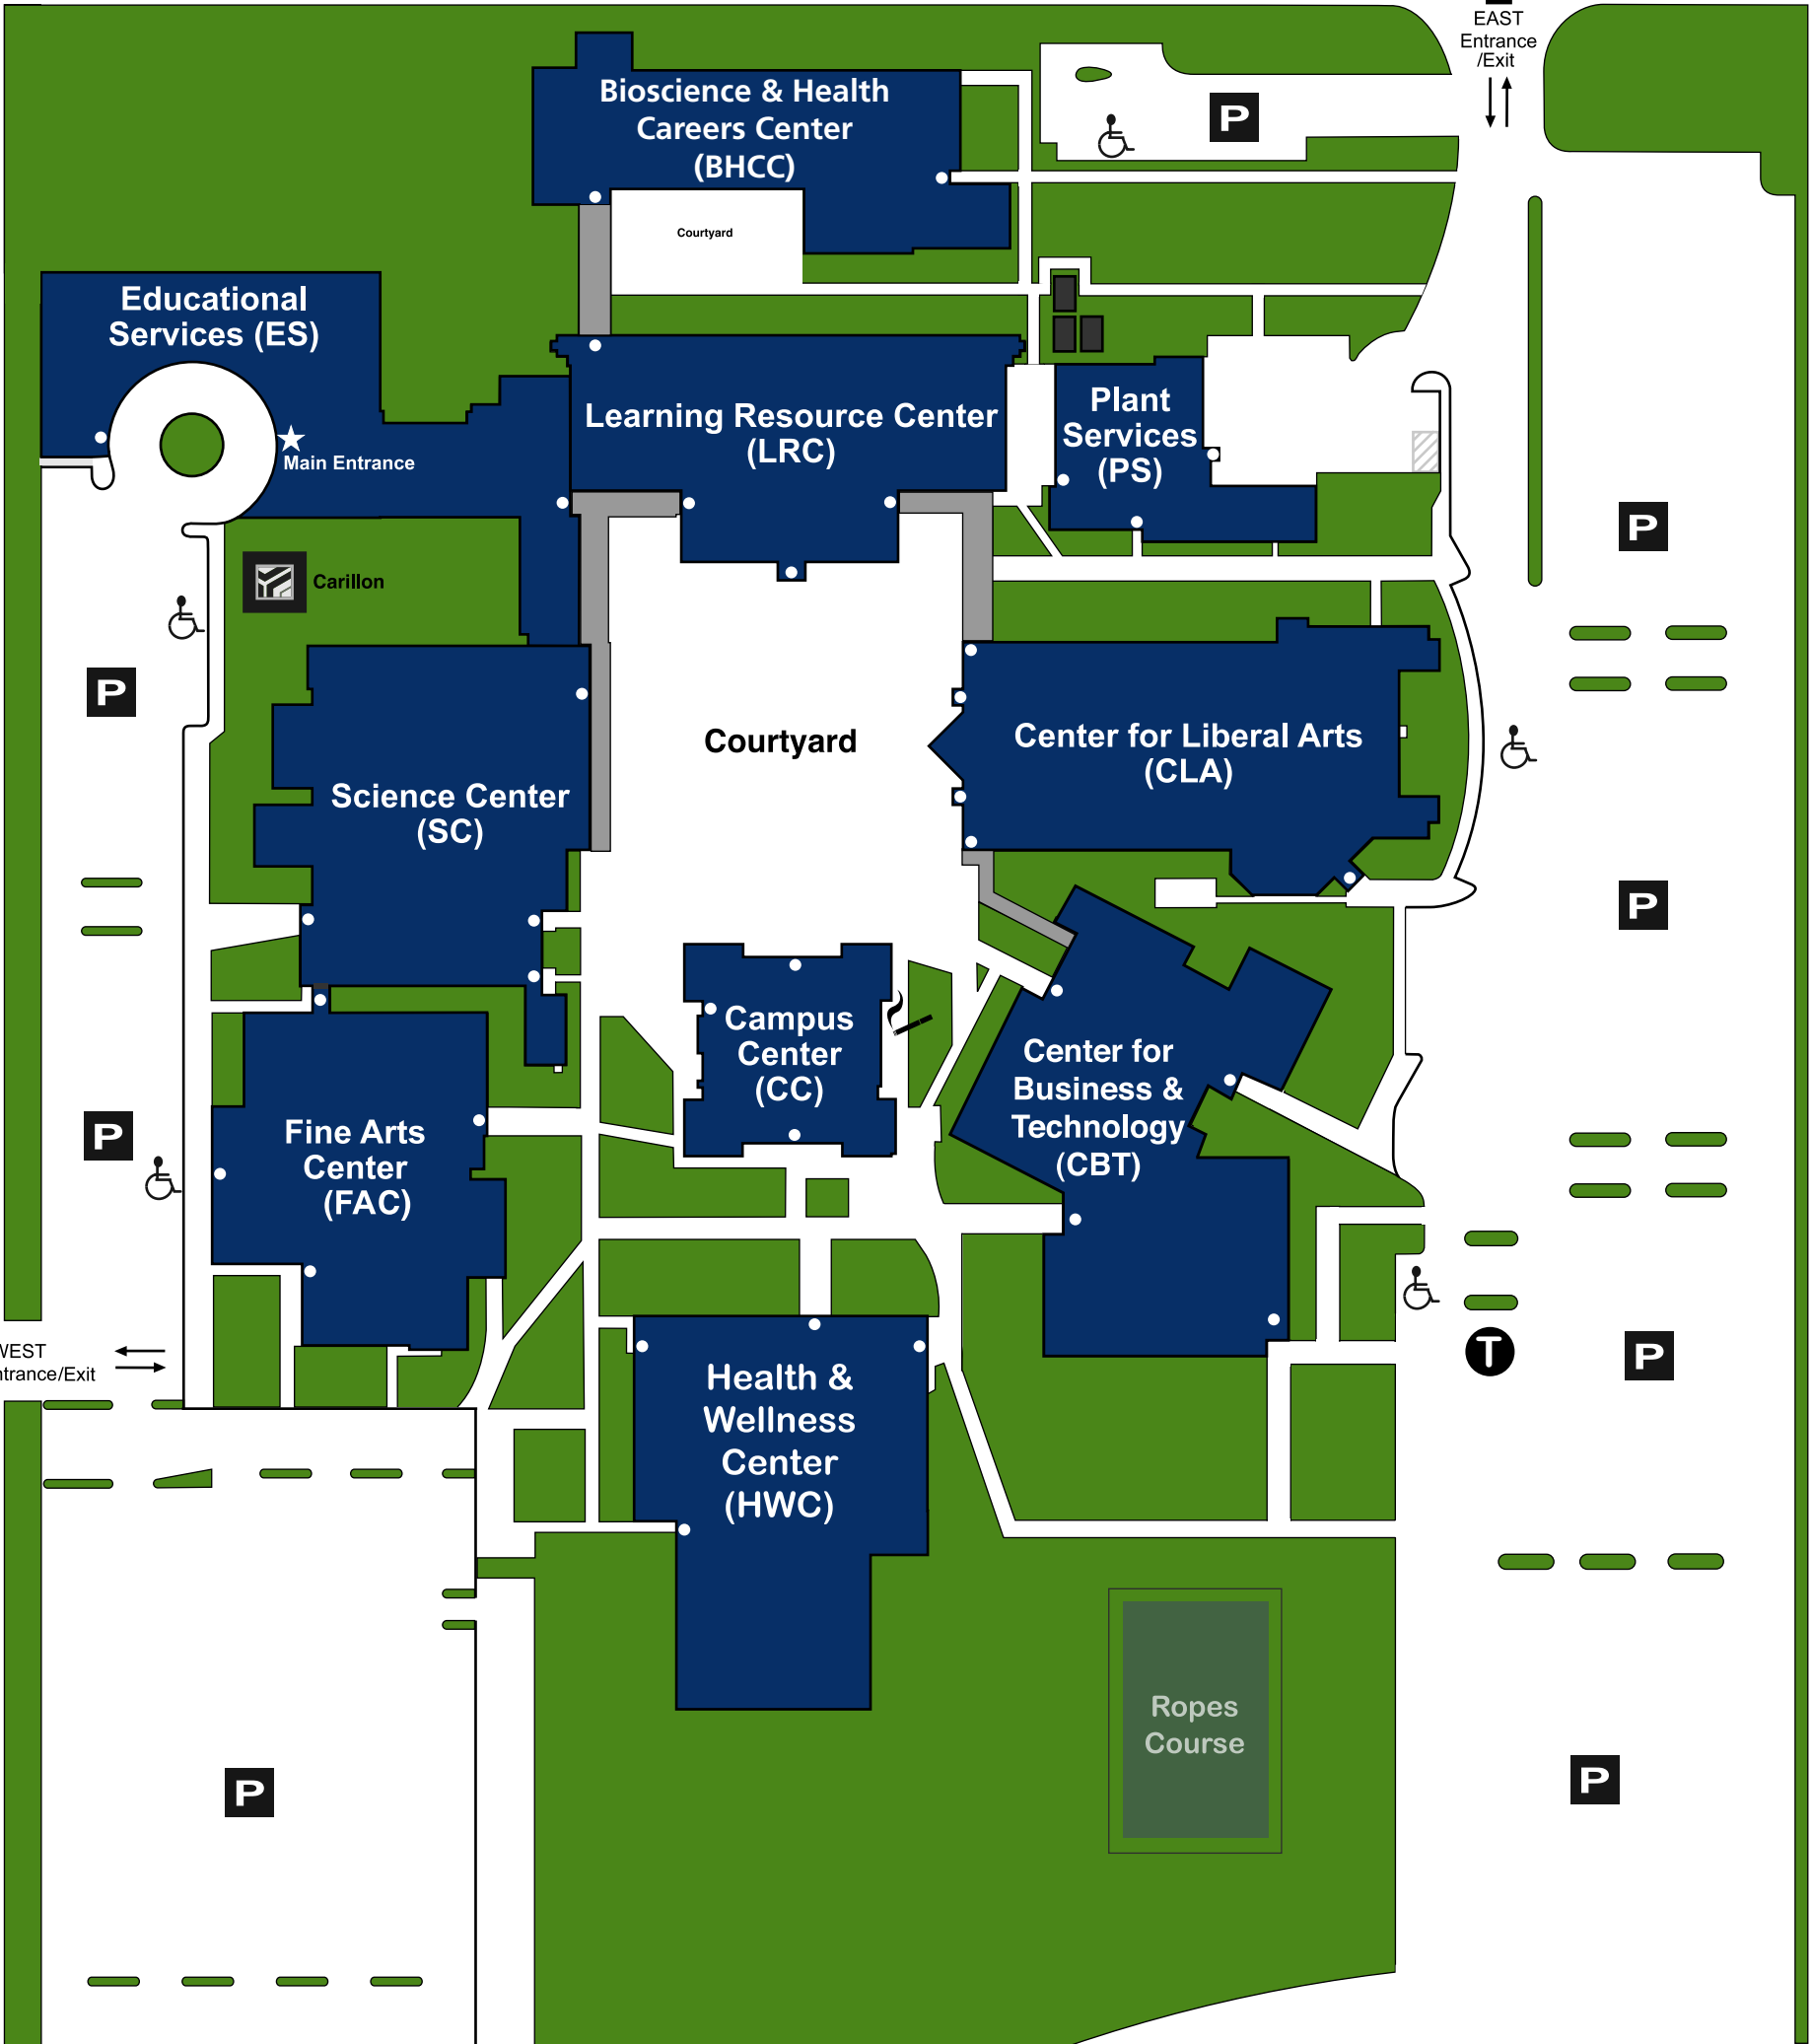 EAST
Entrance
/Exit
Bioscience & Health
Careers Center
(BHCC)
P
Courtyard
Educational
Services (ES)
Main Entrance
Learning Resource Center
(LRC)
Plant
Services
(PS)
P
Carillon
P
Courtyard
Center for Liberal Arts
(CLA)
Science Center
(SC)
P
Campus
Center
(CC)
Center for
Business &
Technology
(CBT)
P
Fine Arts
Center
(FAC)
WEST
ntrance/Exit
T
P
Health &
Wellness
Center
(HWC)
Ropes
Course
P
P